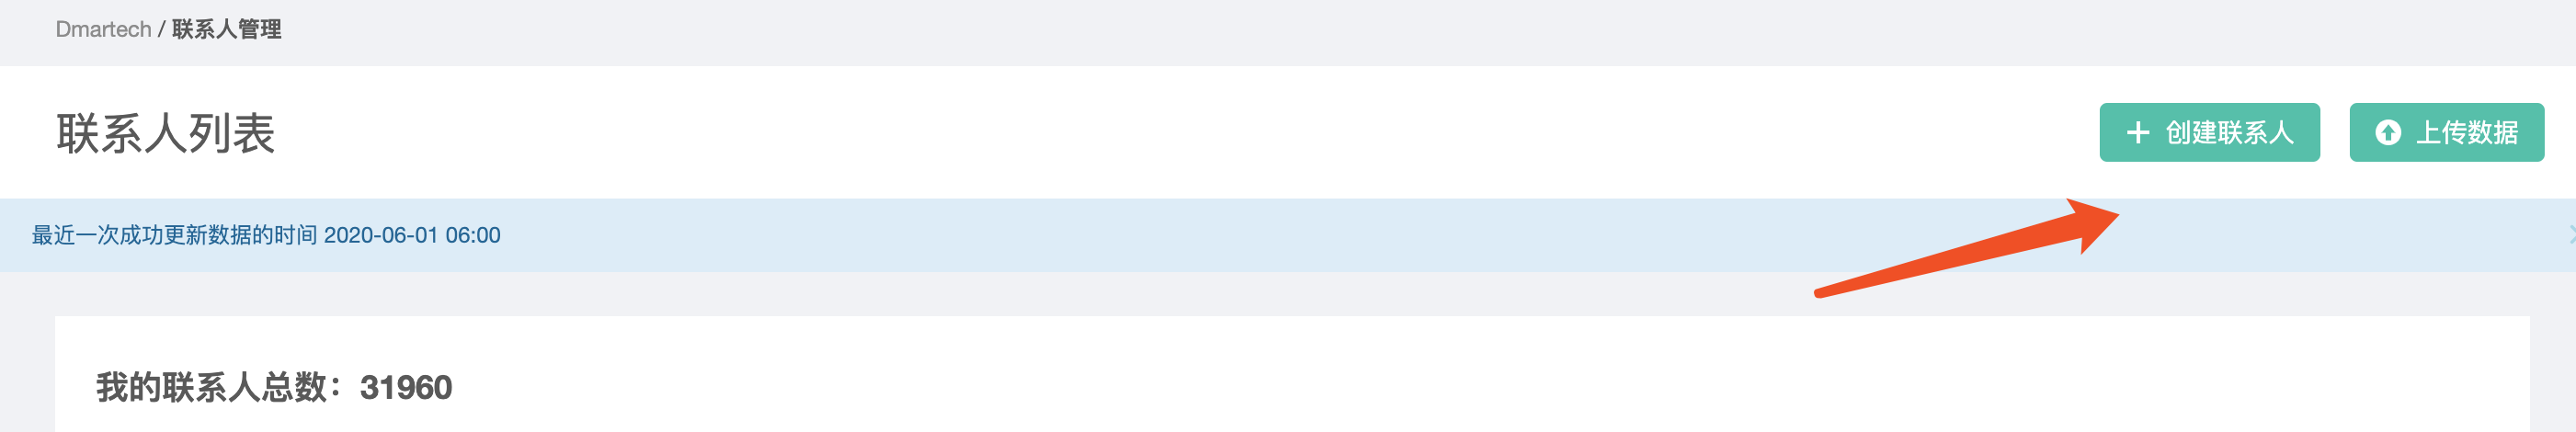 Dmartech / 联系人管理
联系人列表
创建联系人
上传数据
最近一次成功更新数据的时间 2020-06-01 06:00
我的联系人总数：31960